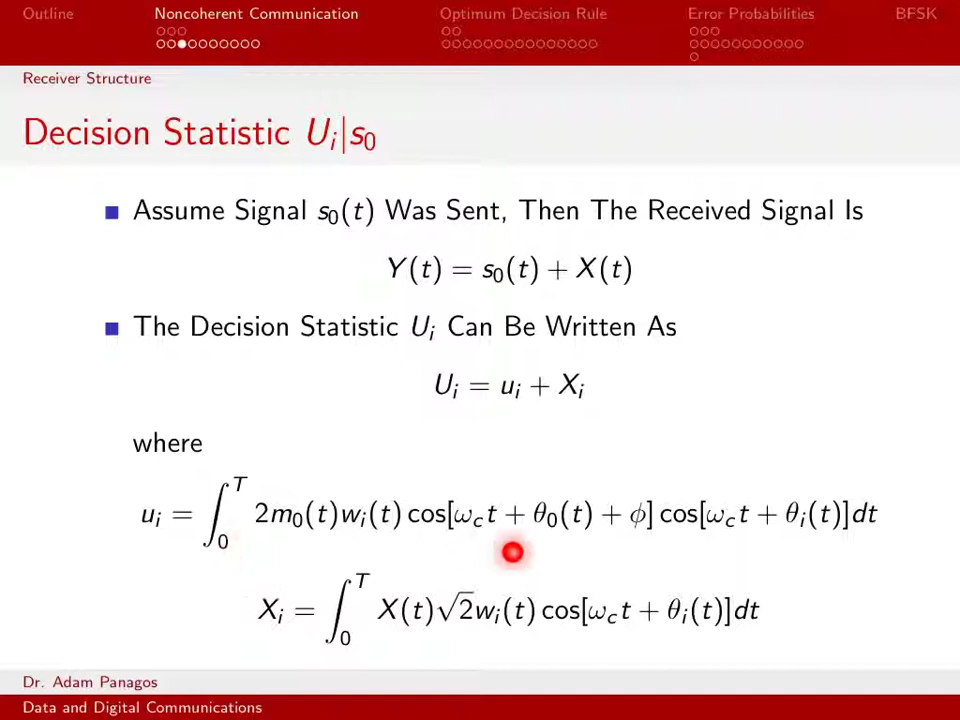 Outline Noncoherent Communication Optimum Decision Rule Error Probabilities BFSK
Receiver Structure
Decision Statistic U_i|s_0
Assume Signal s_0(t) Was Sent, Then The Received Signal Is
Y(t) = s_0(t) + X(t)
The Decision Statistic U_i Can Be Written As
U_i = u_i + X_i
where
u_i = ∫_0^T 2m_0(t)w_i(t) cos[ω_c t + θ_0(t) + ϕ] cos[ω_c t + θ_i(t)]dt
X_i = ∫_0^T X(t)√2w_i(t) cos[ω_c t + θ_i(t)]dt
Dr. Adam Panagos
Data and Digital Communications